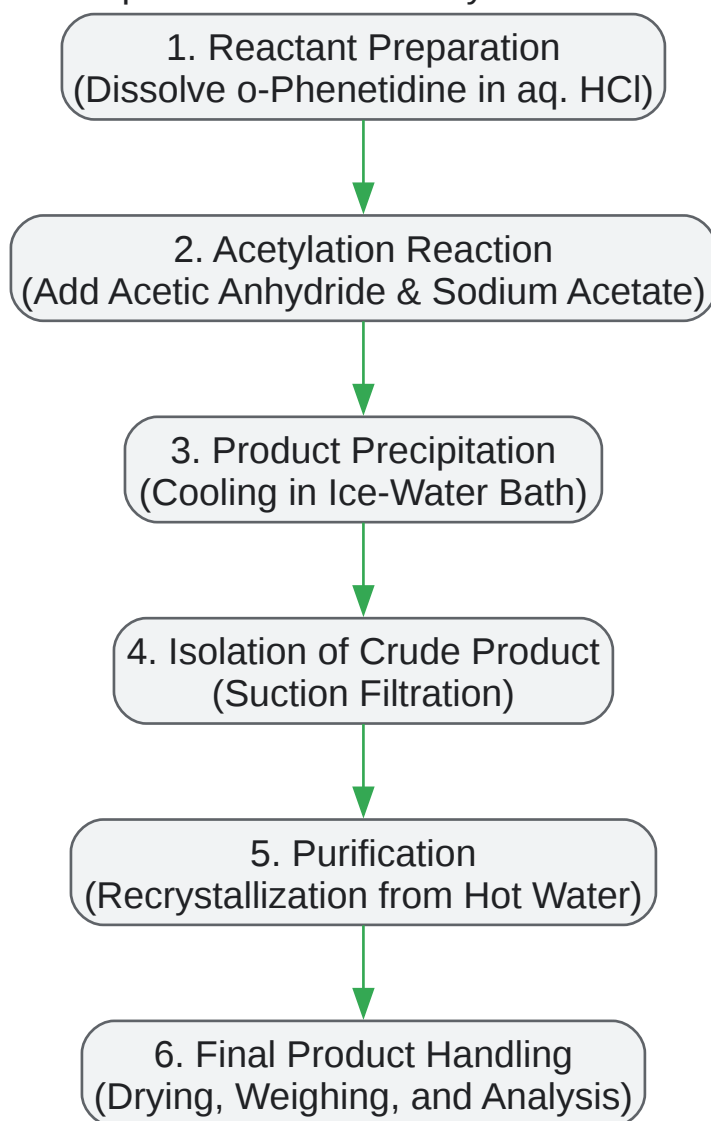 1. Reactant Preparation
(Dissolve o-Phenetidine in aq. HCl)
2. Acetylation Reaction
(Add Acetic Anhydride & Sodium Acetate)
3. Product Precipitation
(Cooling in Ice-Water Bath)
4. Isolation of Crude Product
(Suction Filtration)
5. Purification
(Recrystallization from Hot Water)
6. Final Product Handling
(Drying, Weighing, and Analysis)